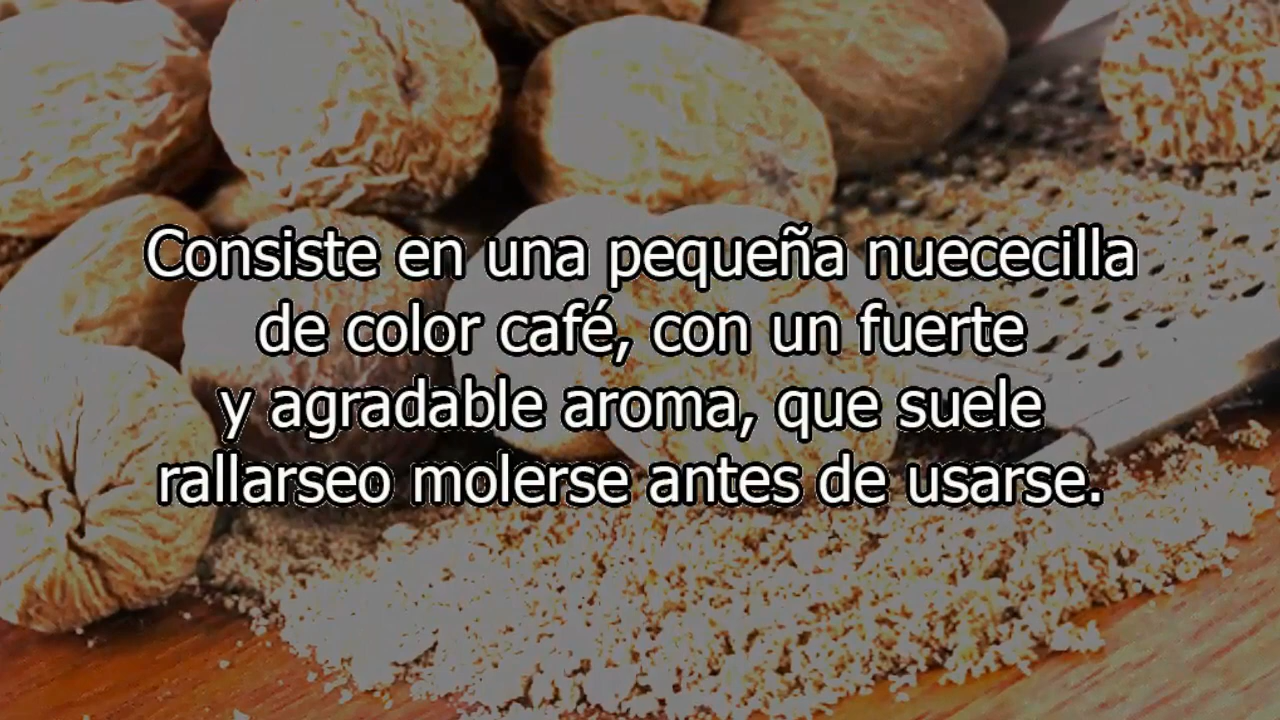 Consiste en una pequeña nuececilla
de color café, con un fuerte
y agradable aroma, que suele
rallarseo molerse antes de usarse.